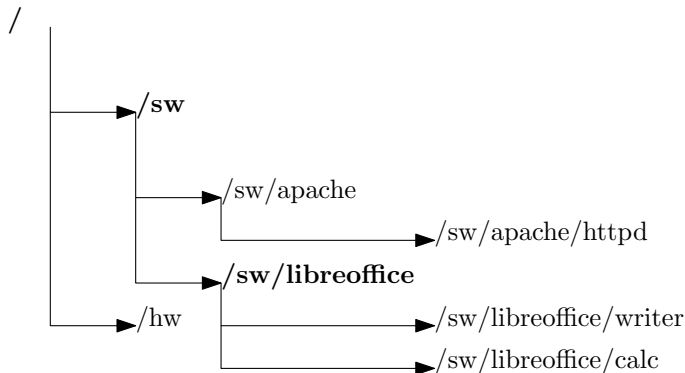 /
/sw
/sw/apache
/sw/apache/httpd
/sw/libreoffice
/hw
/sw/libreoffice/writer
/sw/libreoffice/calc